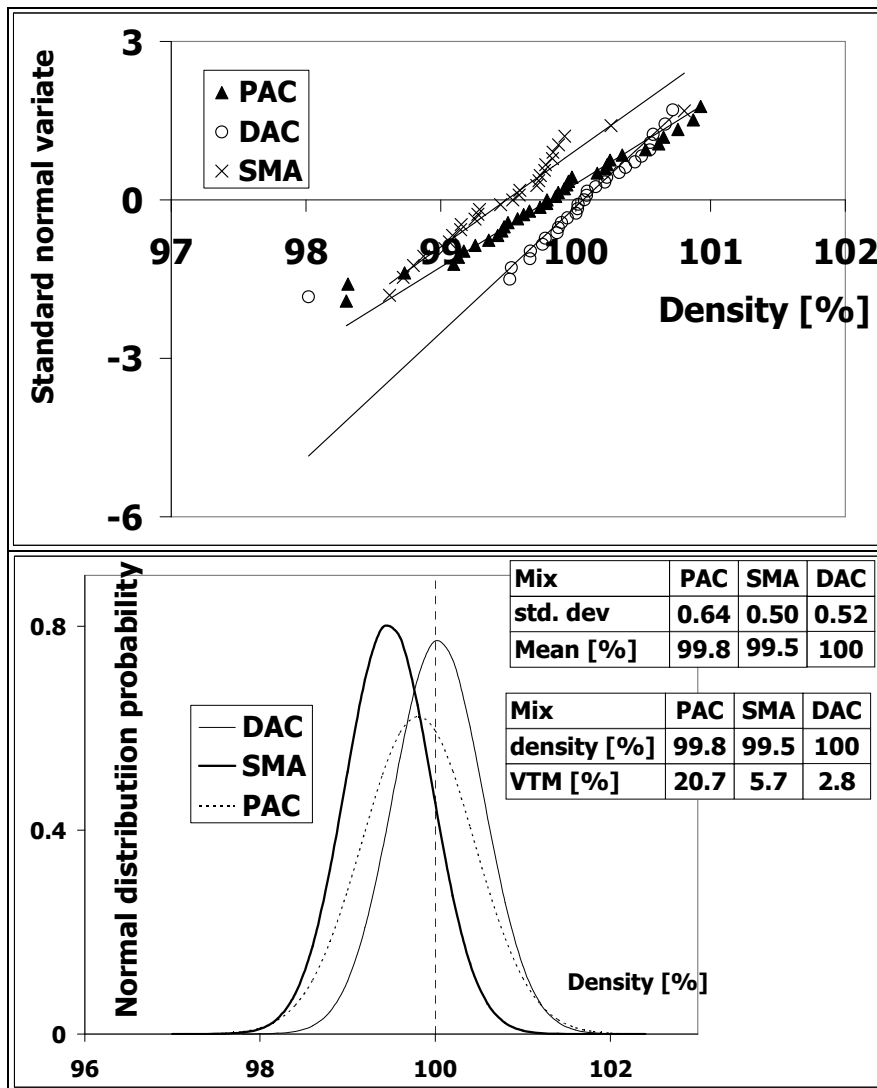 Standard normal variate
3
0
-3
-6
PAC
DAC
SMA
97 98 99 100 101 102
Density [%]
Normal distributiion probability
0.8
0.4
0
DAC
SMA
PAC
Mix PAC SMA DAC
std. dev 0.64 0.50 0.52
Mean [%] 99.8 99.5 100
Mix PAC SMA DAC
density [%] 99.8 99.5 100
VTM [%] 20.7 5.7 2.8
Density [%]
96 98 100 102